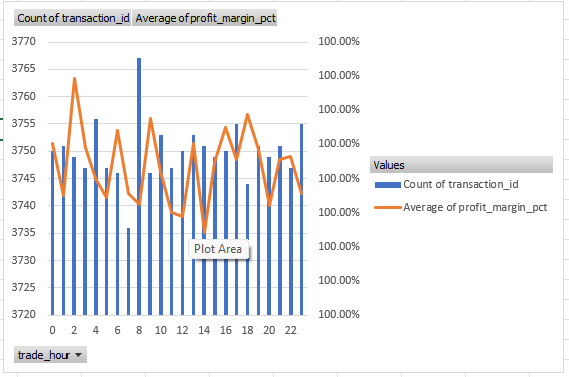 Count of transaction_id Average of profit_margin_pct
3770 100.00%
3765 100.00%
3760 100.00%
3755 100.00%
3750 100.00%
3745 100.00%
3740 100.00%
3735 100.00%
3730 100.00%
3725 100.00%
3720 100.00%
Values
Count of transaction_id
Average of profit_margin_pct
Plot Area
0 2 4 6 8 10 12 14 16 18 20 22
trade_hour